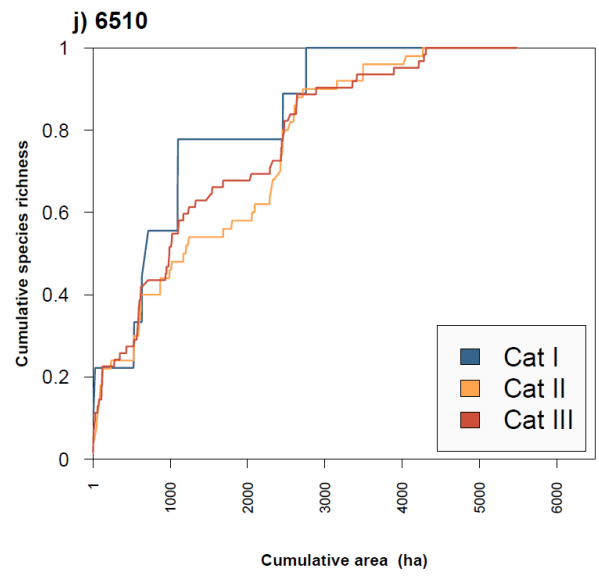 j) 6510
Cumulative species richness
1
0.8
0.6
0.4
0.2
0
Cat I
Cat II
Cat III
1 1000 2000 3000 4000 5000 6000
Cumulative area (ha)